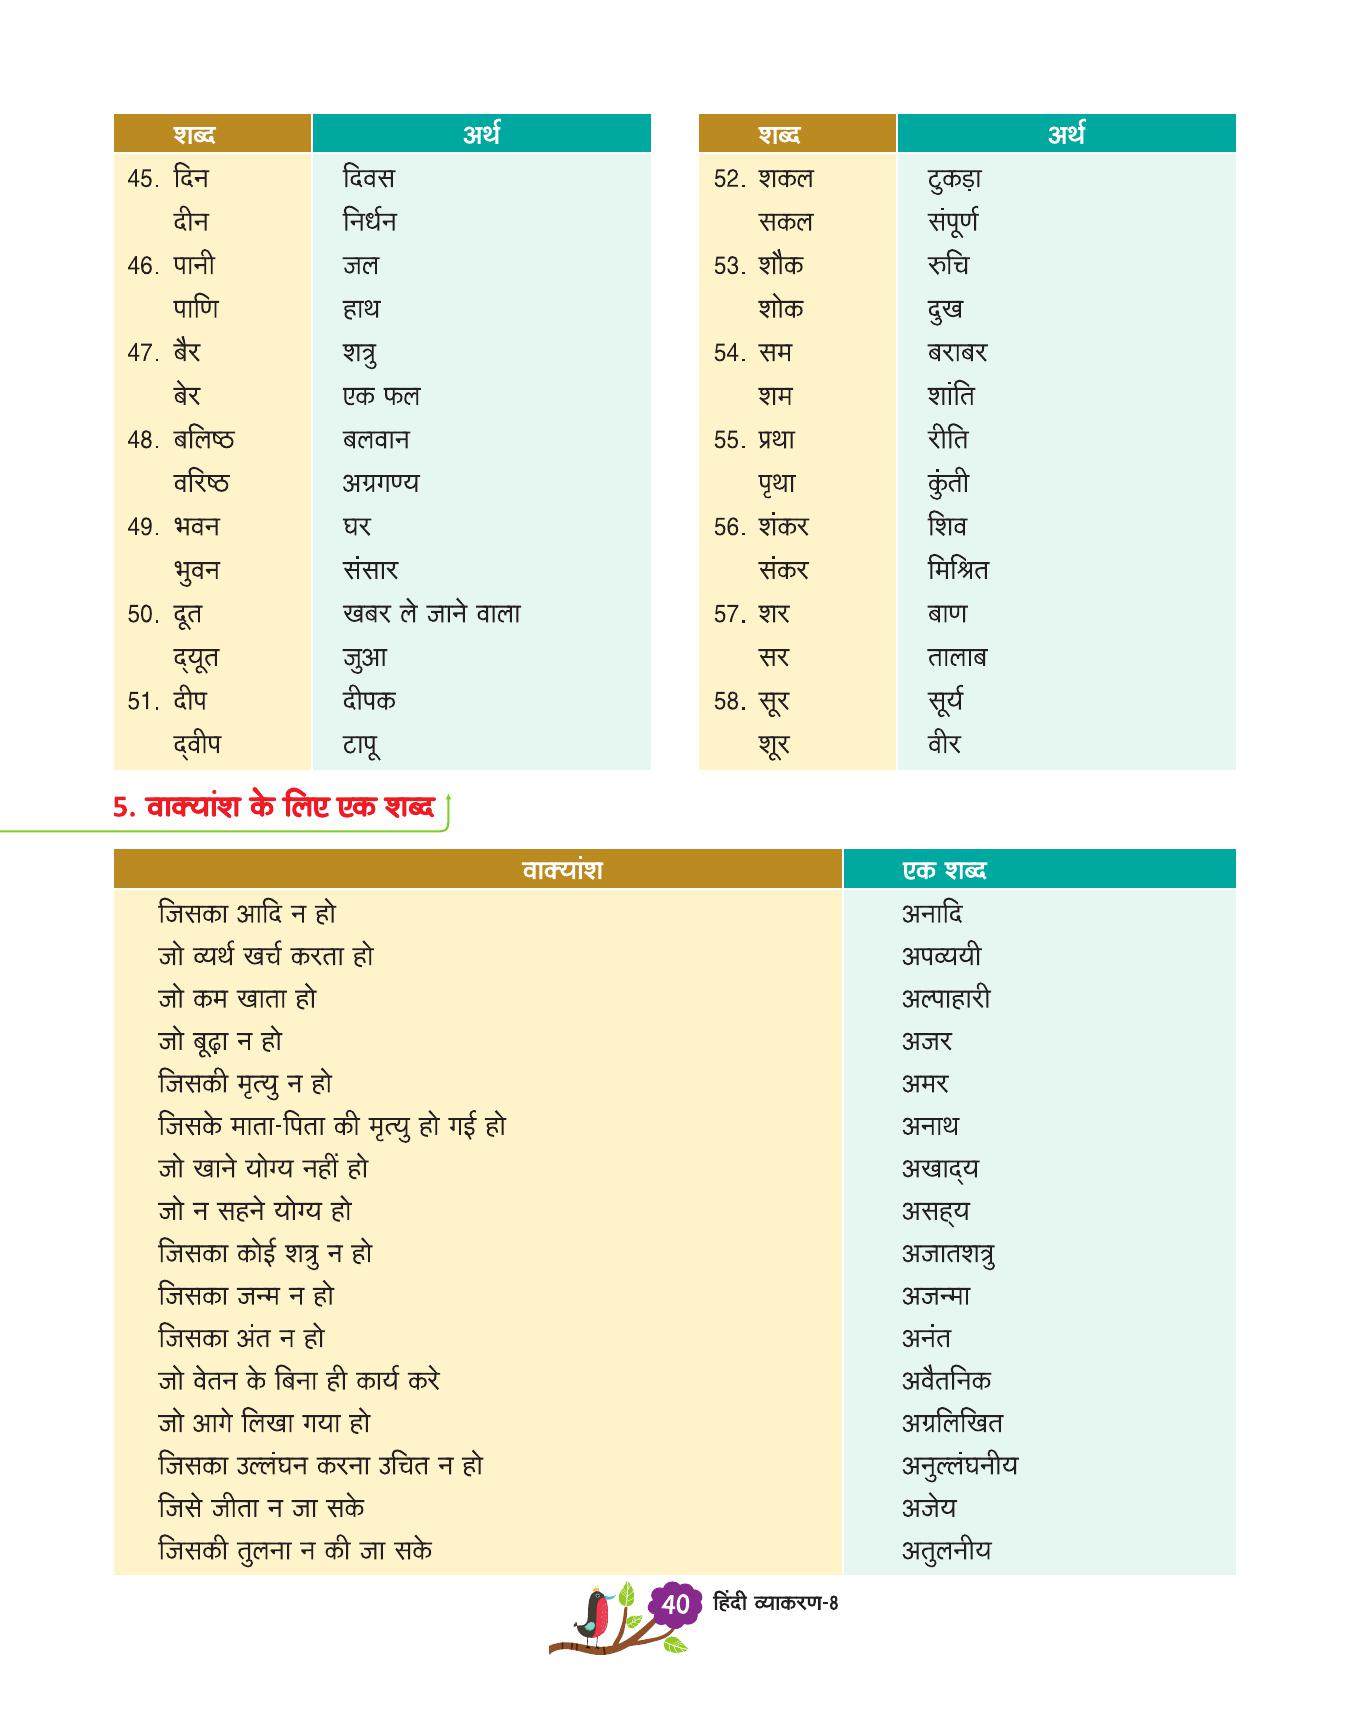 शब्द अर्थ
45. दिन दिवस
दीन निर्धन
46. पानी जल
पाणि हाथ
47. बैर शत्रु
बेर एक फल
48. बलिष्ठ बलवान
वरिष्ठ अग्रगण्य
49. भवन घर
भुवन संसार
50. दूत खबर ले जाने वाला
द्‌यूत जुआ
51. दीप दीपक
द्‌वीप टापू
शब्द अर्थ
52. शकल टुकड़ा
सकल संपूर्ण
53. शौक रुचि
शोक दुख
54. सम बराबर
शम शांति
55. प्रथा रीति
पृथा कुंती
56. शंकर शिव
संकर मिश्रित
57. शर बाण
सर तालाब
58. सूर सूर्य
शूर वीर
5. वाक्यांश के लिए एक शब्द
वाक्यांश एक शब्द
जिसका आदि न हो अनादि
जो व्यर्थ खर्च करता हो अपव्ययी
जो कम खाता हो अल्पाहारी
जो बूढ़ा न हो अजर
जिसकी मृत्यु न हो अमर
जिसके माता-पिता की मृत्यु हो गई हो अनाथ
जो खाने योग्य नहीं हो अखाद्‌य
जो न सहने योग्य हो असह्‌य
जिसका कोई शत्रु न हो अजातशत्रु
जिसका जन्म न हो अजन्मा
जिसका अंत न हो अनंत
जो वेतन के बिना ही कार्य करे अवैतनिक
जो आगे लिखा गया हो अग्रलिखित
जिसका उल्लंघन करना उचित न हो अनुल्लंघनीय
जिसे जीता न जा सके अजेय
जिसकी तुलना न की जा सके अतुलनीय
40 हिंदी व्याकरण-8